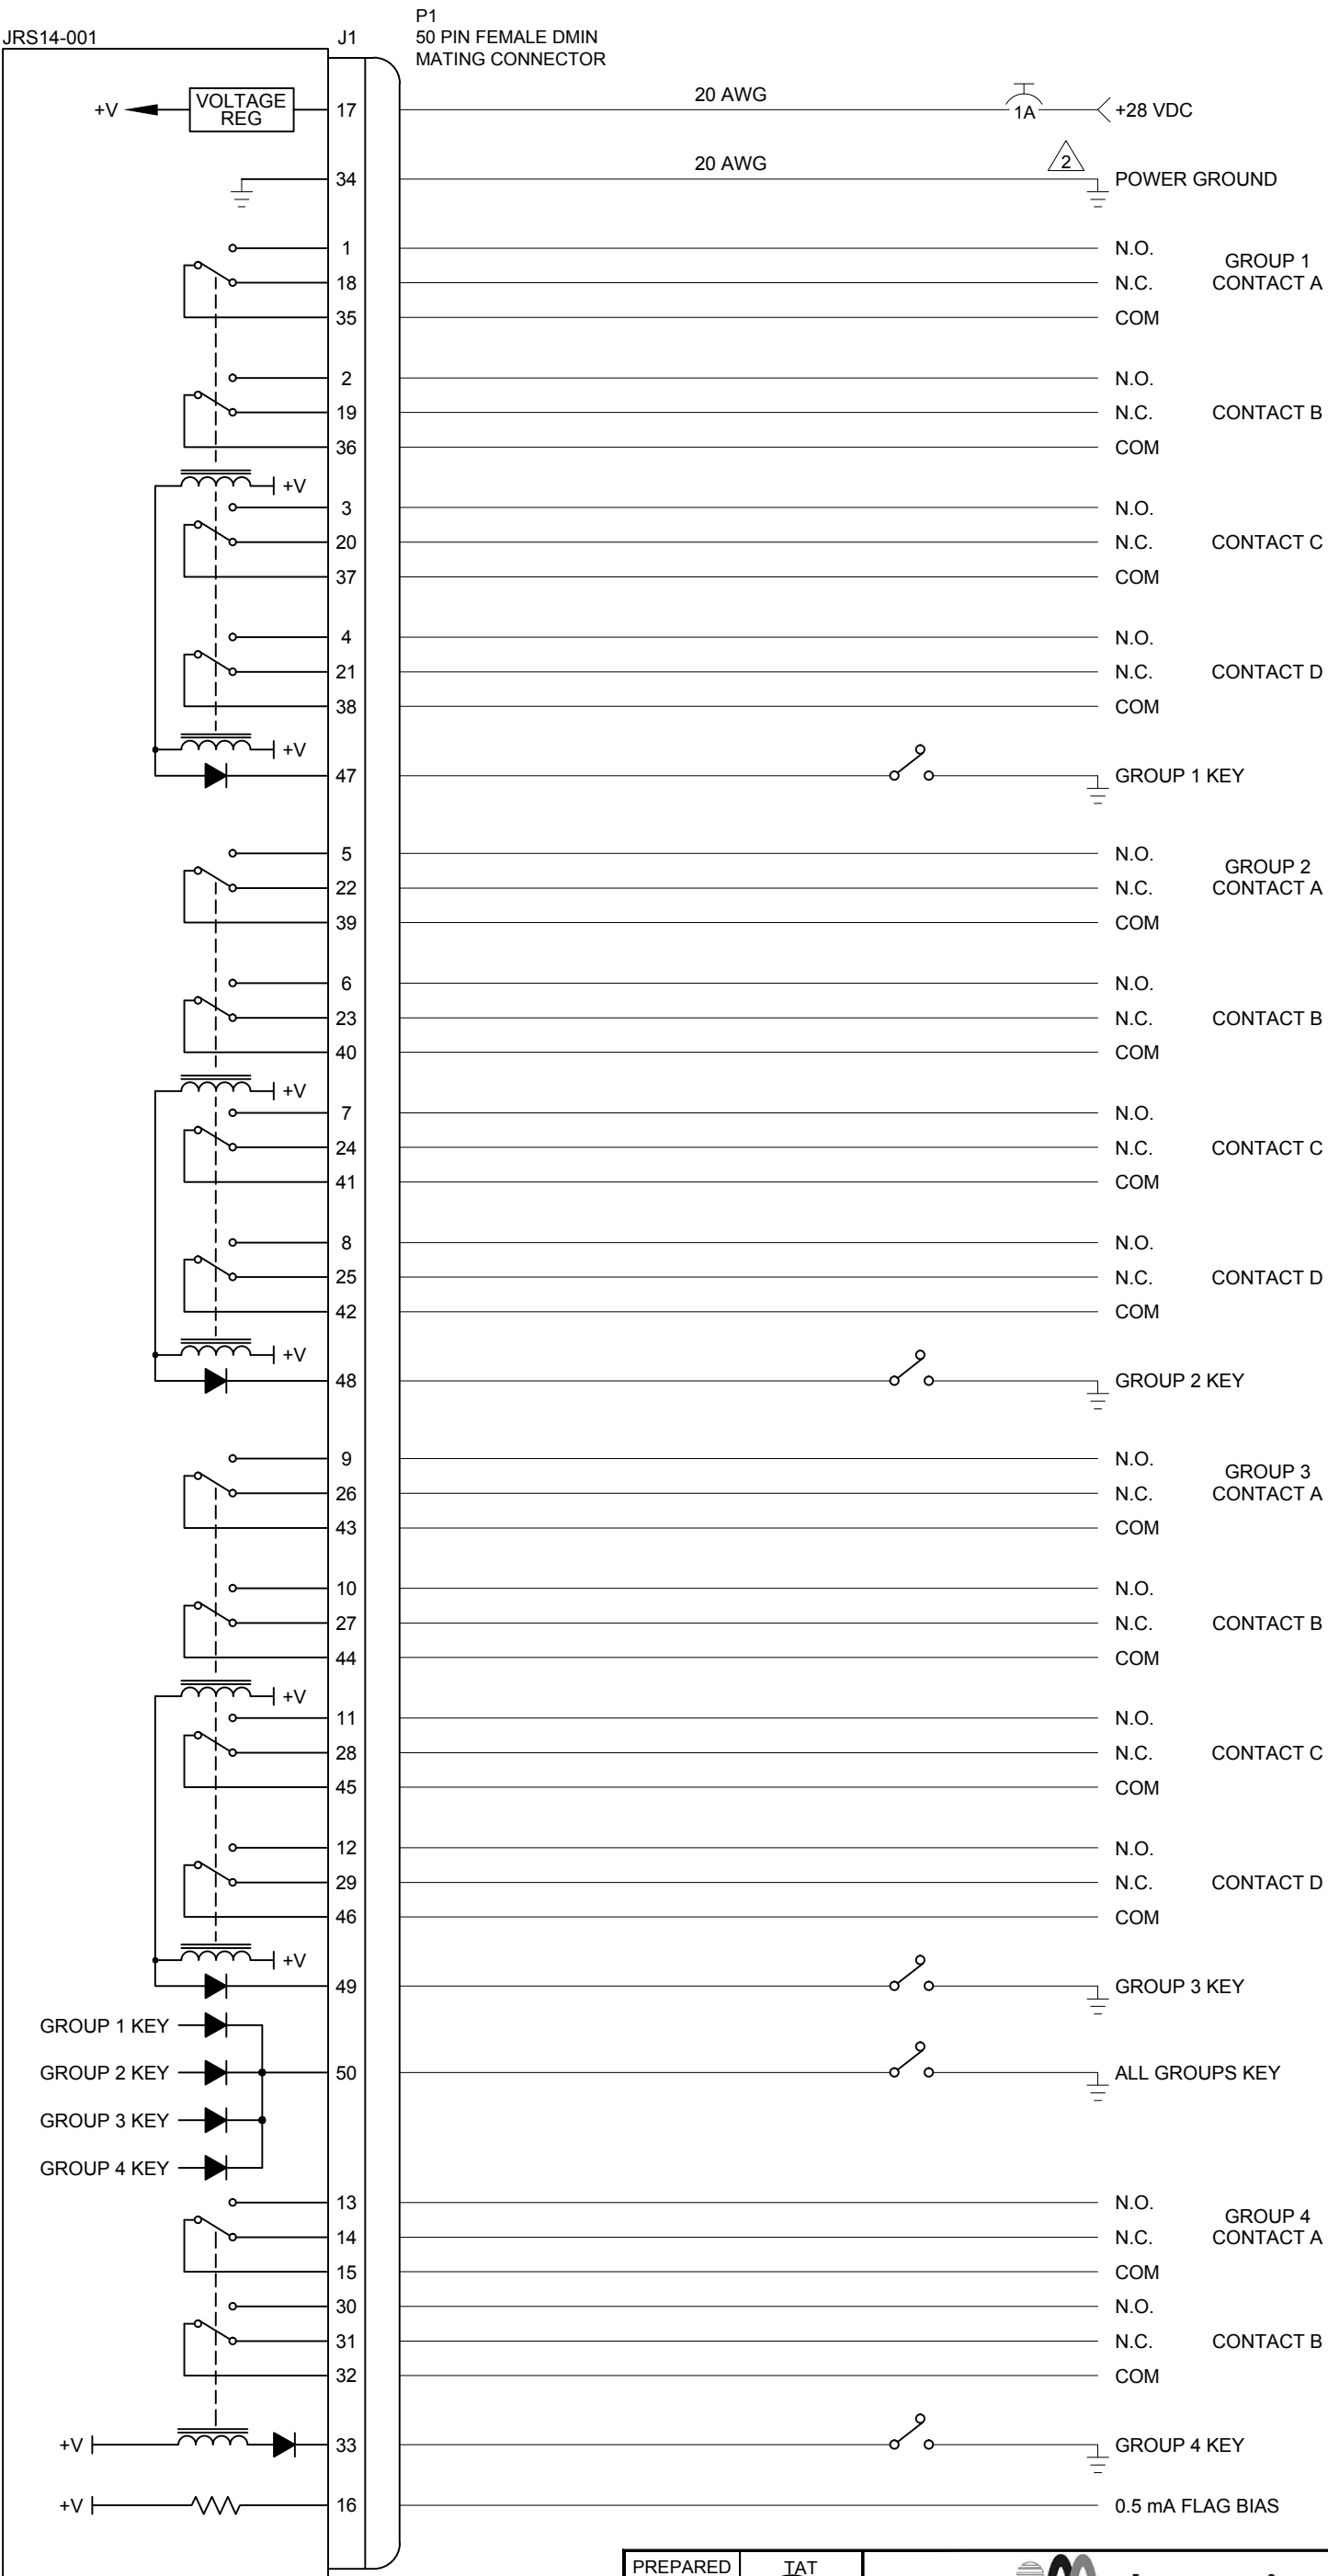 P1
JRS14-001 J1 50 PIN FEMALE DMIN
MATING CONNECTOR
+V VOLTAGE REG 17 20 AWG 1A +28 VDC
34 20 AWG 2 POWER GROUND
1 N.O. GROUP 1
18 N.C. CONTACT A
35 COM
2 N.O.
19 N.C. CONTACT B
36 COM
+V
3 N.O.
20 N.C. CONTACT C
37 COM
4 N.O.
21 N.C. CONTACT D
38 COM
+V
47 GROUP 1 KEY
5 N.O. GROUP 2
22 N.C. CONTACT A
39 COM
6 N.O.
23 N.C. CONTACT B
40 COM
+V
7 N.O.
24 N.C. CONTACT C
41 COM
8 N.O.
25 N.C. CONTACT D
42 COM
+V
48 GROUP 2 KEY
9 N.O. GROUP 3
26 N.C. CONTACT A
43 COM
10 N.O.
27 N.C. CONTACT B
44 COM
+V
11 N.O.
28 N.C. CONTACT C
45 COM
12 N.O.
29 N.C. CONTACT D
46 COM
+V
49 GROUP 3 KEY
GROUP 1 KEY
GROUP 2 KEY 50 ALL GROUPS KEY
GROUP 3 KEY
GROUP 4 KEY
13 N.O. GROUP 4
14 N.C. CONTACT A
15 COM
30 N.O.
31 N.C. CONTACT B
32 COM
+V 33 GROUP 4 KEY
+V 16 0.5 mA FLAG BIAS
PREPARED TAT